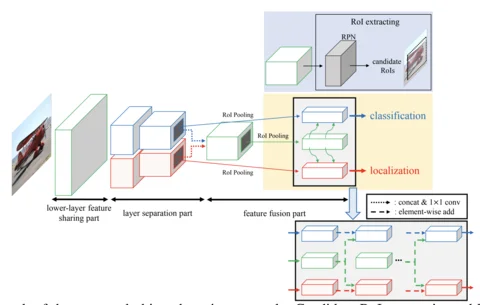 RoI extracting
RPN
candidate
RoIs
RoI Pooling
classification
RoI Pooling
localization
RoI Pooling
lower-layer feature
sharing part
layer separation part
feature fusion part
: concat & 1×1 conv
: element-wise add
...